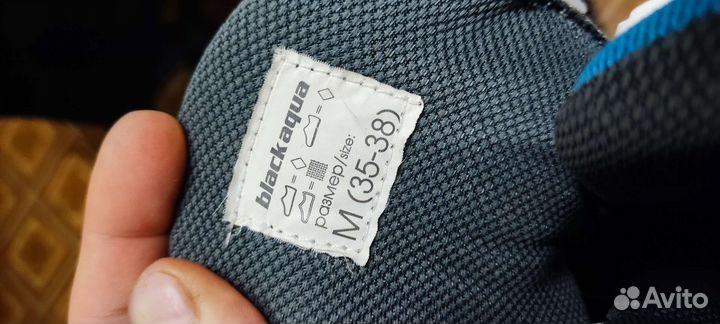 blackaqua
размер/size:
M (35-38)
Avito